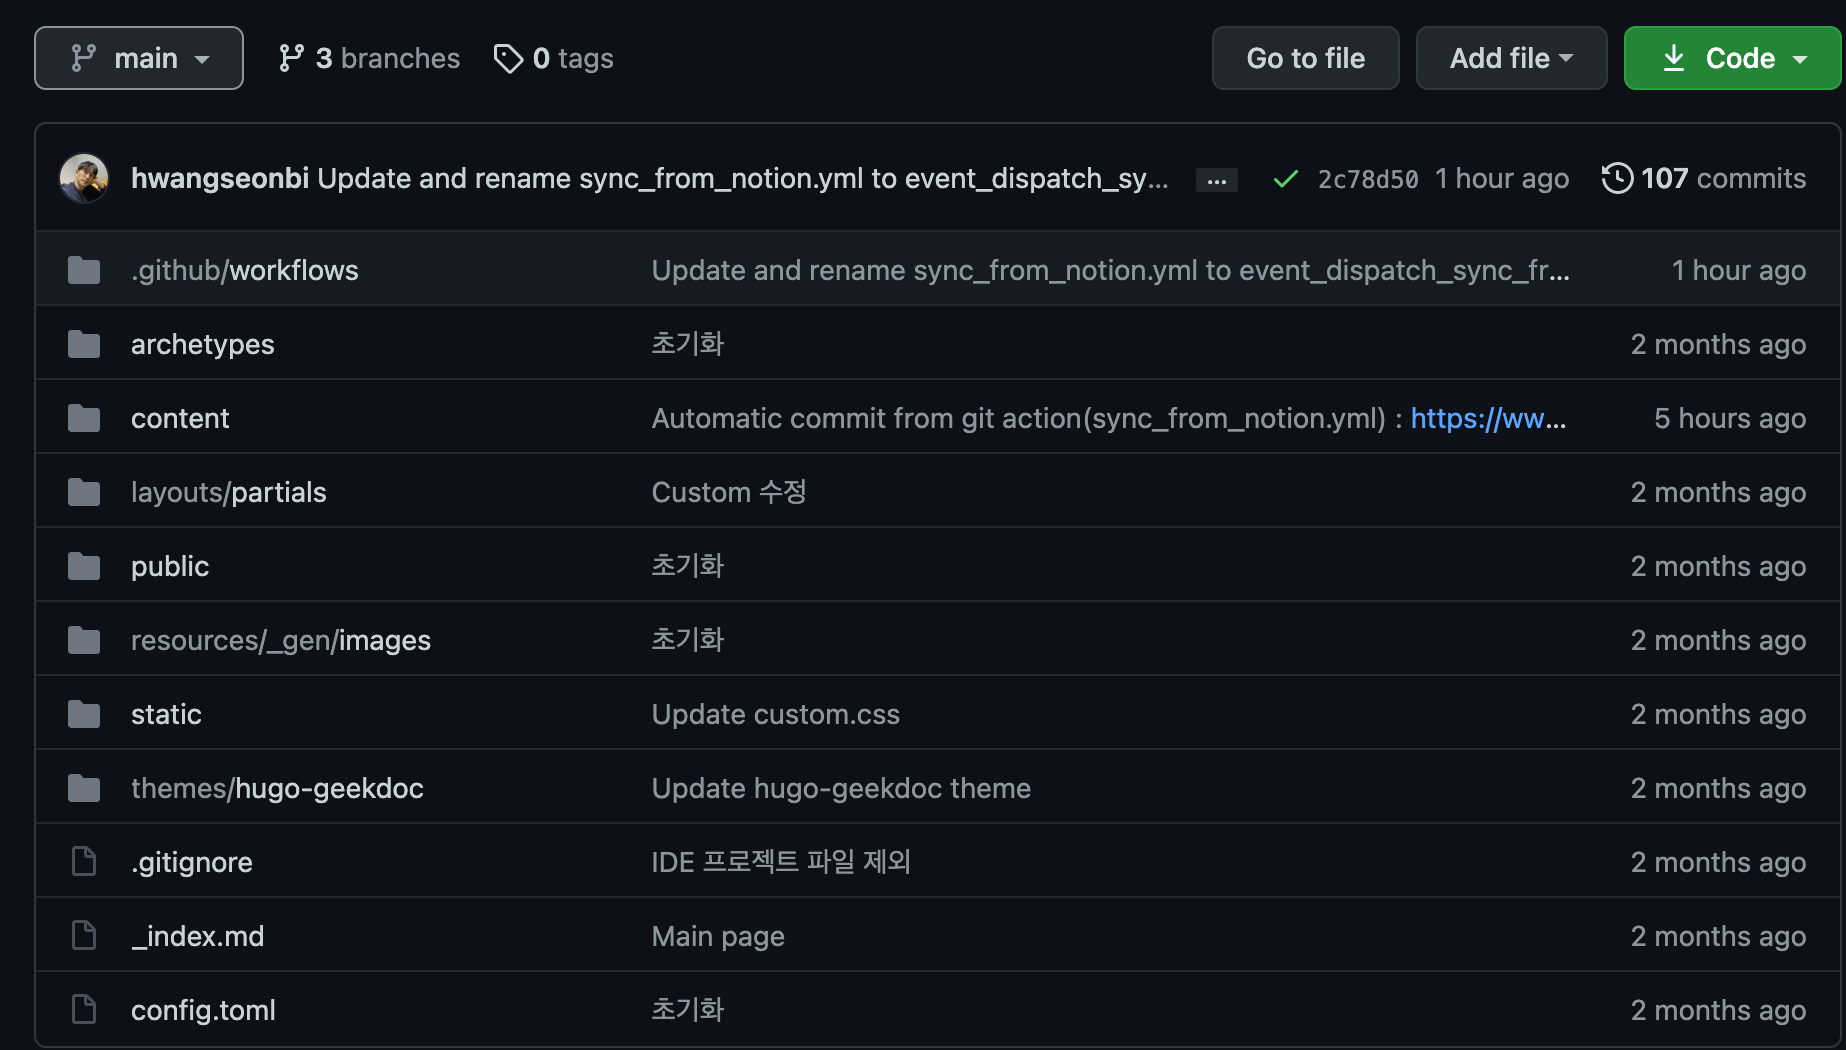 main 3 branches 0 tags Go to file Add file Code
hwangseonbi Update and rename sync_from_notion.yml to event_dispatch_sy... ... 2c78d50 1 hour ago 107 commits
.github/workflows Update and rename sync_from_notion.yml to event_dispatch_sync_fr... 1 hour ago
archetypes 초기화 2 months ago
content Automatic commit from git action(sync_from_notion.yml) : https://ww... 5 hours ago
layouts/partials Custom 수정 2 months ago
public 초기화 2 months ago
resources/_gen/images 초기화 2 months ago
static Update custom.css 2 months ago
themes/hugo-geekdoc Update hugo-geekdoc theme 2 months ago
.gitignore IDE 프로젝트 파일 제외 2 months ago
_index.md Main page 2 months ago
config.toml 초기화 2 months ago